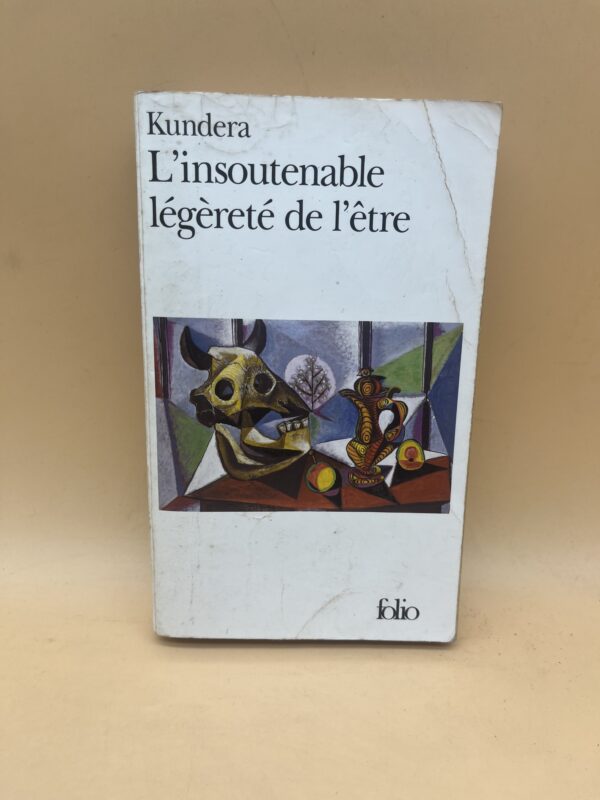 Kundera
L'insoutenable
légèreté de l'être
folio